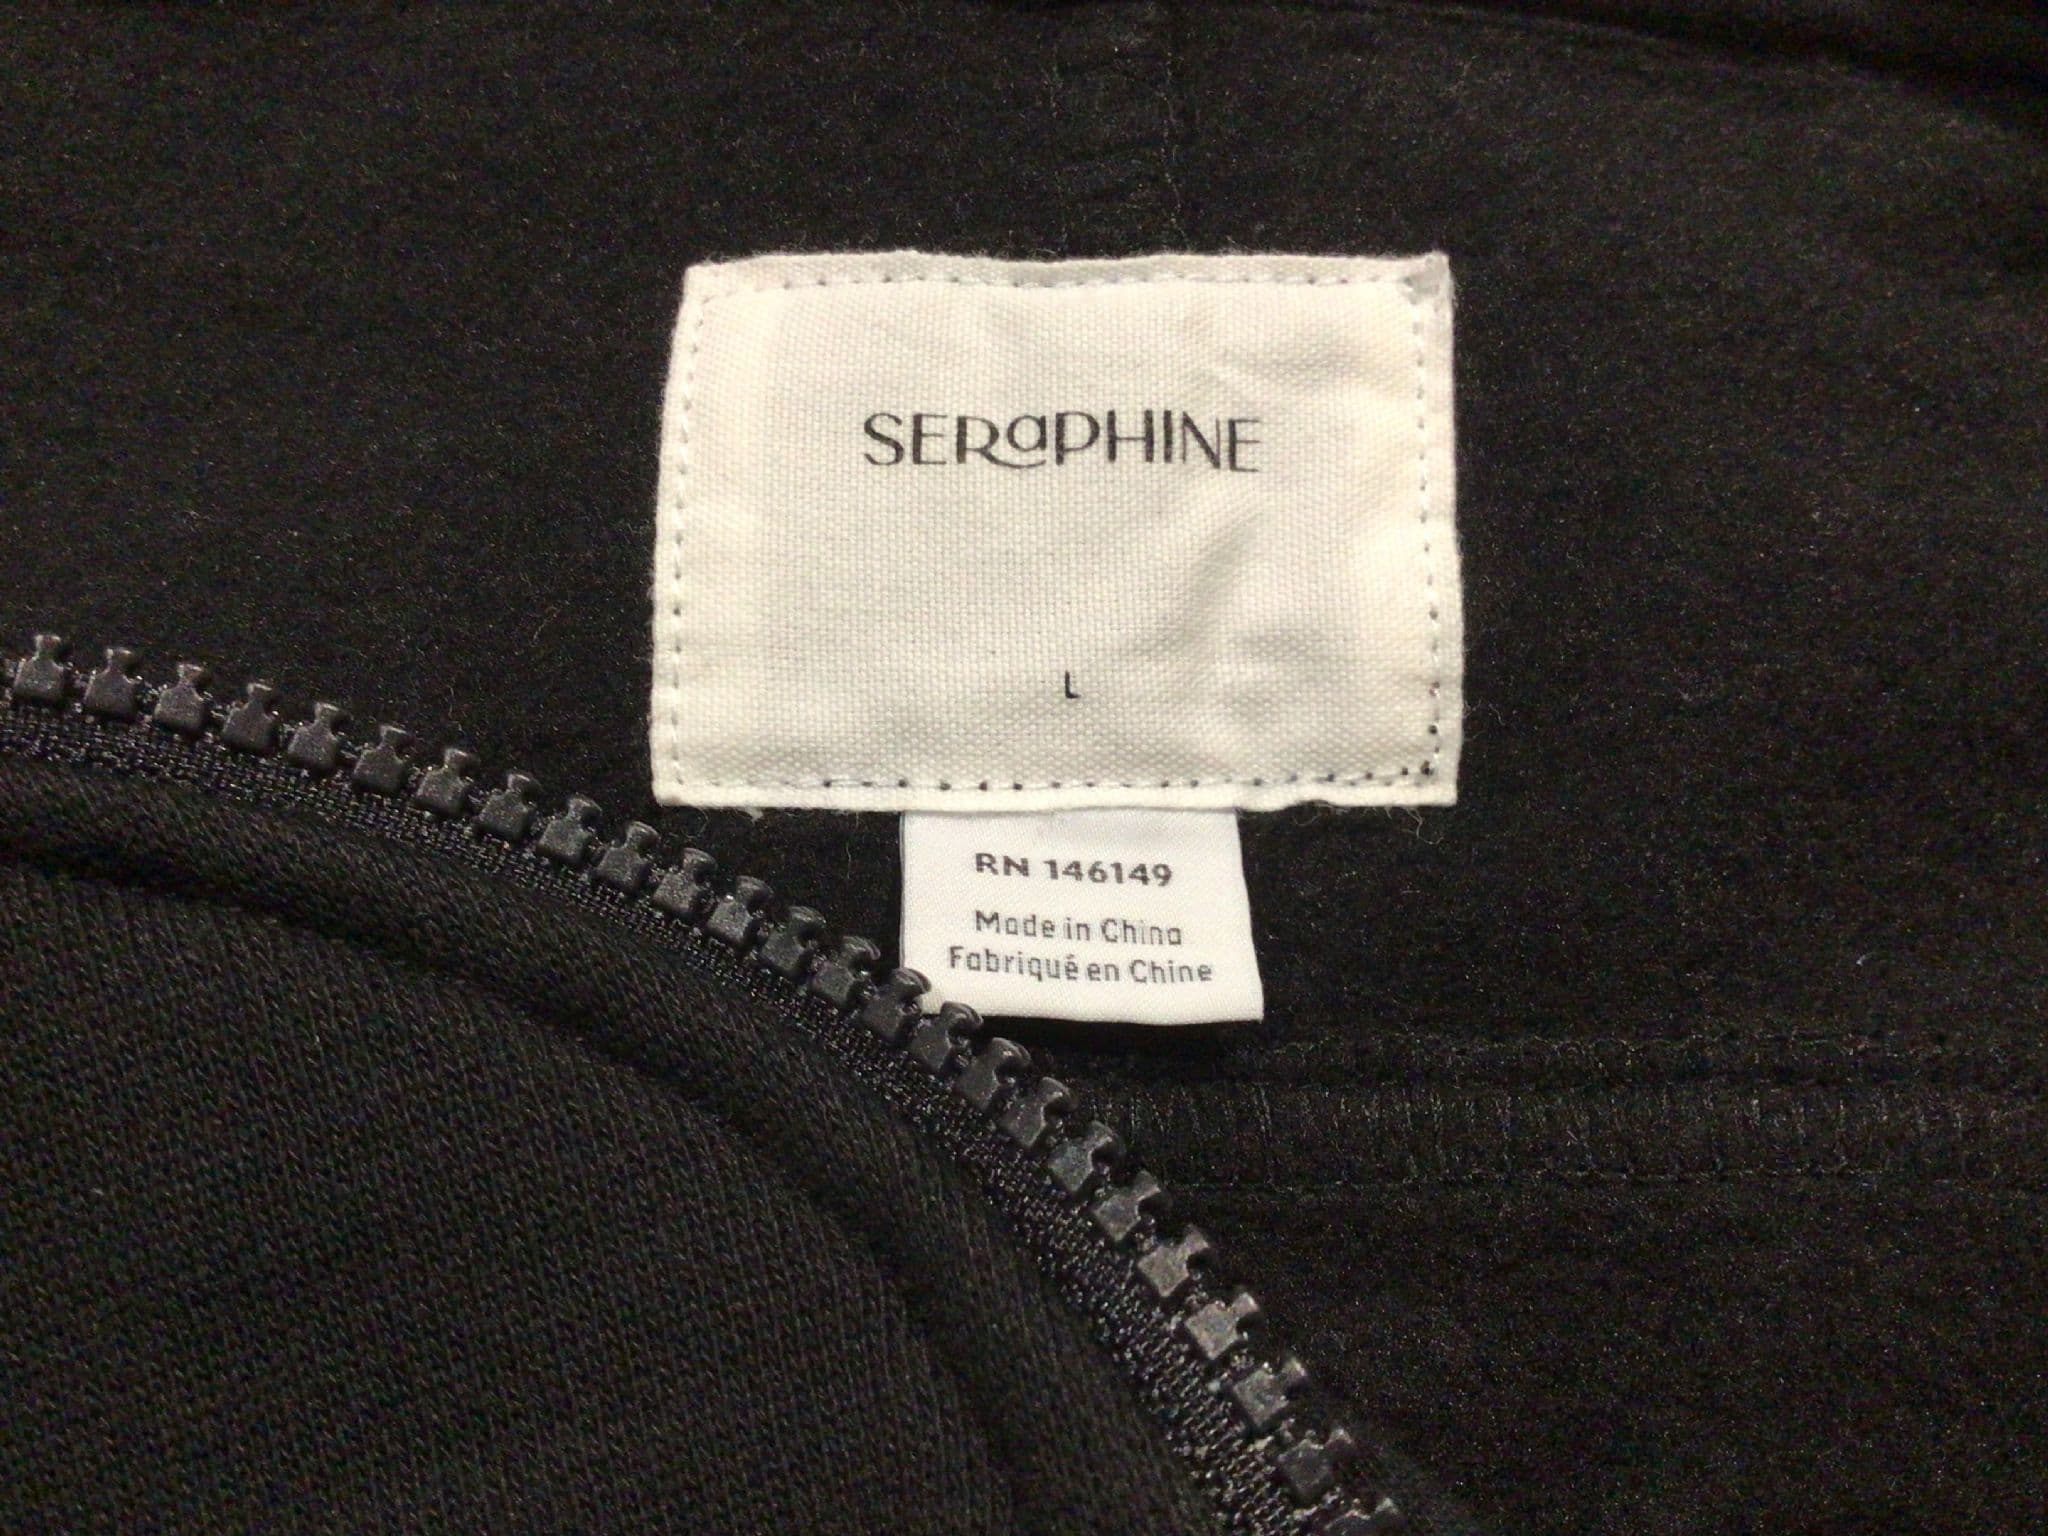 SERaPHINE
L
RN 146149
Made in China
Fabriqué en Chine